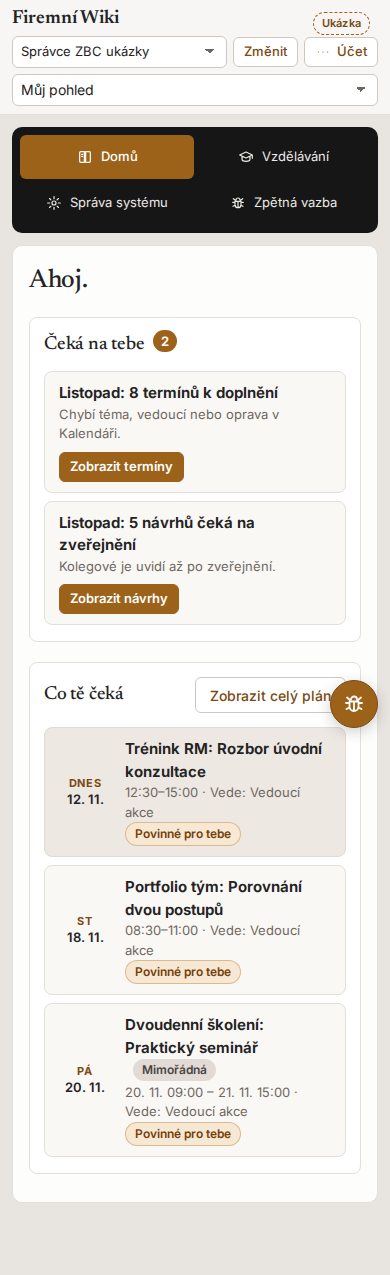 Firemní Wiki
Ukázka
Správce ZBC ukázky
Změnit
··· Účet
Můj pohled
Domů
Vzdělávání
Správa systému
Zpětná vazba
Ahoj.
Čeká na tebe 2
Listopad: 8 termínů k doplnění
Chybí téma, vedoucí nebo oprava v
Kalendáři.
Zobrazit termíny
Listopad: 5 návrhů čeká na
zveřejnění
Kolegové je uvidí až po zveřejnění.
Zobrazit návrhy
Co tě čeká
Zobrazit celý plán
DNES
12. 11.
Trénink RM: Rozbor úvodní
konzultace
12:30–15:00 · Vede: Vedoucí
akce
Povinné pro tebe
ST
18. 11.
Portfolio tým: Porovnání
dvou postupů
08:30–11:00 · Vede: Vedoucí
akce
Povinné pro tebe
PÁ
20. 11.
Dvoudenní školení:
Praktický seminář
Mimořádná
20. 11. 09:00 – 21. 11. 15:00 ·
Vede: Vedoucí akce
Povinné pro tebe